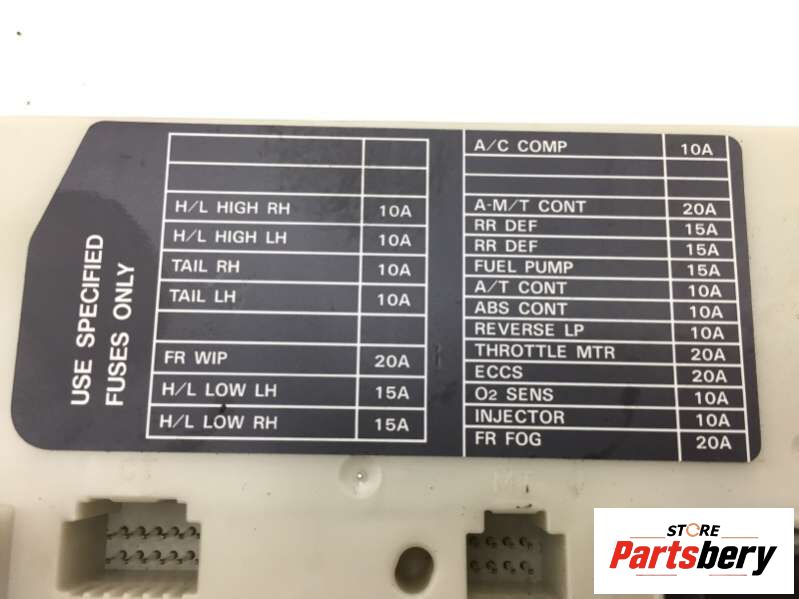 USE SPECIFIED
FUSES ONLY
H/L HIGH RH 10A
H/L HIGH LH 10A
TAIL RH 10A
TAIL LH 10A
FR WIP 20A
H/L LOW LH 15A
H/L LOW RH 15A
A/C COMP 10A
A-M/T CONT 20A
RR DEF 15A
RR DEF 15A
FUEL PUMP 15A
A/T CONT 10A
ABS CONT 10A
REVERSE LP 10A
THROTTLE MTR 20A
ECCS 20A
O2 SENS 10A
INJECTOR 10A
FR FOG 20A
STORE
Partsbery